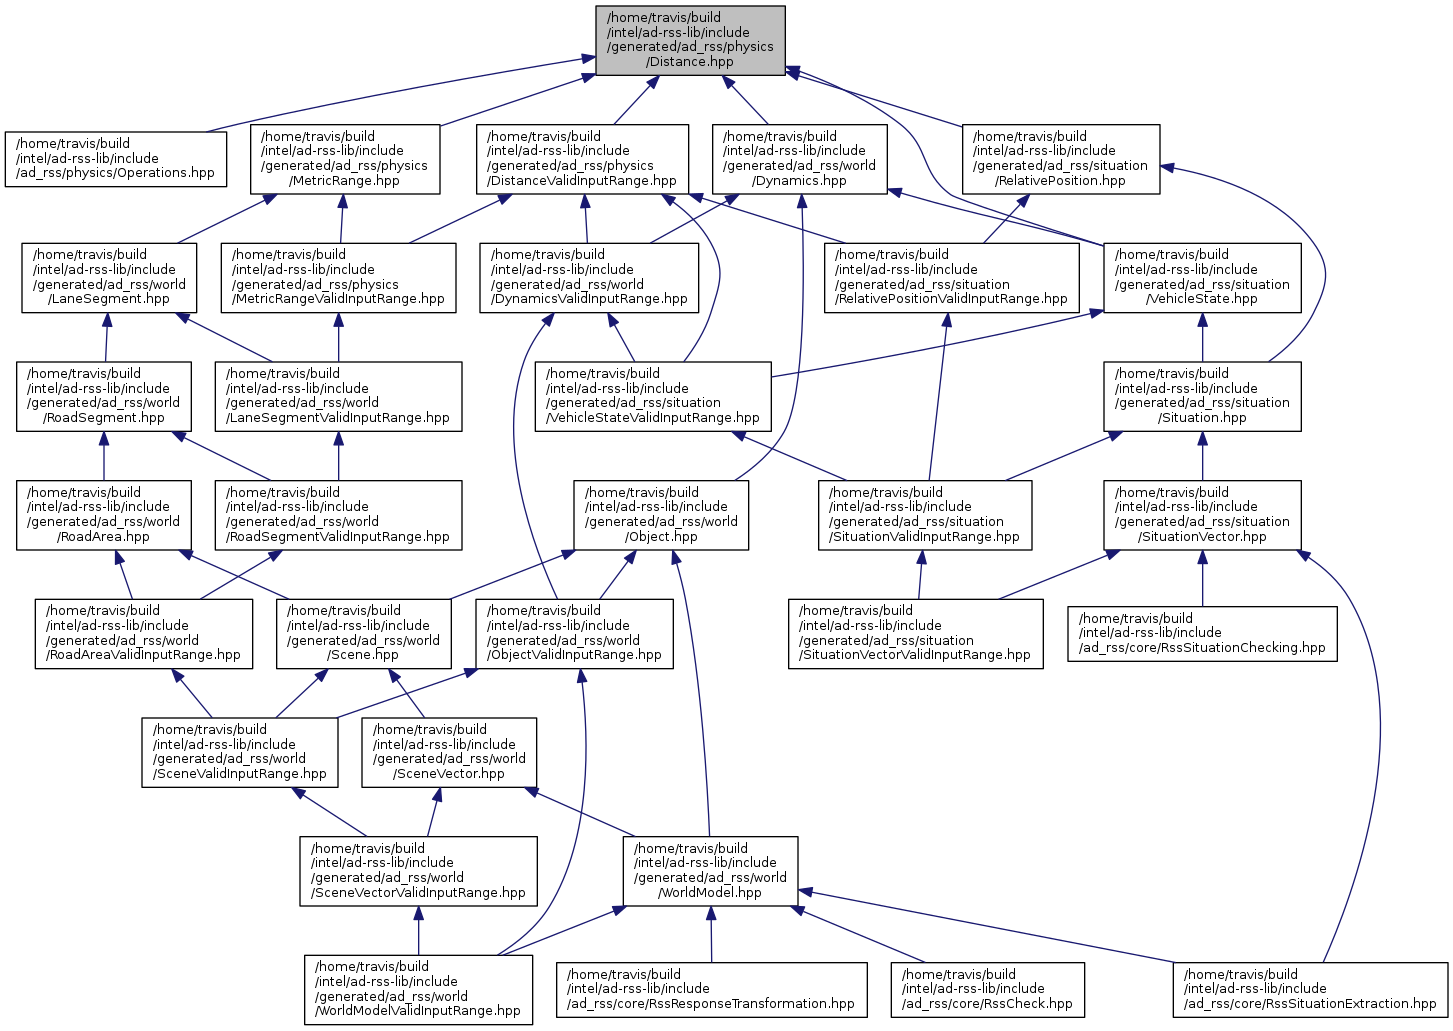 /home/travis/build
/intel/ad-rss-lib/include
/generated/ad_rss/physics
/Distance.hpp
/home/travis/build
/intel/ad-rss-lib/include
/ad_rss/physics/Operations.hpp
/home/travis/build
/intel/ad-rss-lib/include
/generated/ad_rss/physics
/MetricRange.hpp
/home/travis/build
/intel/ad-rss-lib/include
/generated/ad_rss/physics
/DistanceValidInputRange.hpp
/home/travis/build
/intel/ad-rss-lib/include
/generated/ad_rss/world
/Dynamics.hpp
/home/travis/build
/intel/ad-rss-lib/include
/generated/ad_rss/situation
/RelativePosition.hpp
/home/travis/build
/intel/ad-rss-lib/include
/generated/ad_rss/world
/LaneSegment.hpp
/home/travis/build
/intel/ad-rss-lib/include
/generated/ad_rss/physics
/MetricRangeValidInputRange.hpp
/home/travis/build
/intel/ad-rss-lib/include
/generated/ad_rss/world
/DynamicsValidInputRange.hpp
/home/travis/build
/intel/ad-rss-lib/include
/generated/ad_rss/situation
/RelativePositionValidInputRange.hpp
/home/travis/build
/intel/ad-rss-lib/include
/generated/ad_rss/situation
/VehicleState.hpp
/home/travis/build
/intel/ad-rss-lib/include
/generated/ad_rss/world
/RoadSegment.hpp
/home/travis/build
/intel/ad-rss-lib/include
/generated/ad_rss/world
/LaneSegmentValidInputRange.hpp
/home/travis/build
/intel/ad-rss-lib/include
/generated/ad_rss/situation
/VehicleStateValidInputRange.hpp
/home/travis/build
/intel/ad-rss-lib/include
/generated/ad_rss/situation
/Situation.hpp
/home/travis/build
/intel/ad-rss-lib/include
/generated/ad_rss/world
/RoadArea.hpp
/home/travis/build
/intel/ad-rss-lib/include
/generated/ad_rss/world
/RoadSegmentValidInputRange.hpp
/home/travis/build
/intel/ad-rss-lib/include
/generated/ad_rss/world
/Object.hpp
/home/travis/build
/intel/ad-rss-lib/include
/generated/ad_rss/situation
/SituationValidInputRange.hpp
/home/travis/build
/intel/ad-rss-lib/include
/generated/ad_rss/situation
/SituationVector.hpp
/home/travis/build
/intel/ad-rss-lib/include
/generated/ad_rss/world
/RoadAreaValidInputRange.hpp
/home/travis/build
/intel/ad-rss-lib/include
/generated/ad_rss/world
/Scene.hpp
/home/travis/build
/intel/ad-rss-lib/include
/generated/ad_rss/world
/ObjectValidInputRange.hpp
/home/travis/build
/intel/ad-rss-lib/include
/generated/ad_rss/situation
/SituationVectorValidInputRange.hpp
/home/travis/build
/intel/ad-rss-lib/include
/ad_rss/core/RssSituationChecking.hpp
/home/travis/build
/intel/ad-rss-lib/include
/generated/ad_rss/world
/SceneValidInputRange.hpp
/home/travis/build
/intel/ad-rss-lib/include
/generated/ad_rss/world
/SceneVector.hpp
/home/travis/build
/intel/ad-rss-lib/include
/generated/ad_rss/world
/SceneVectorValidInputRange.hpp
/home/travis/build
/intel/ad-rss-lib/include
/generated/ad_rss/world
/WorldModel.hpp
/home/travis/build
/intel/ad-rss-lib/include
/generated/ad_rss/world
/WorldModelValidInputRange.hpp
/home/travis/build
/intel/ad-rss-lib/include
/ad_rss/core/RssResponseTransformation.hpp
/home/travis/build
/intel/ad-rss-lib/include
/ad_rss/core/RssCheck.hpp
/home/travis/build
/intel/ad-rss-lib/include
/ad_rss/core/RssSituationExtraction.hpp